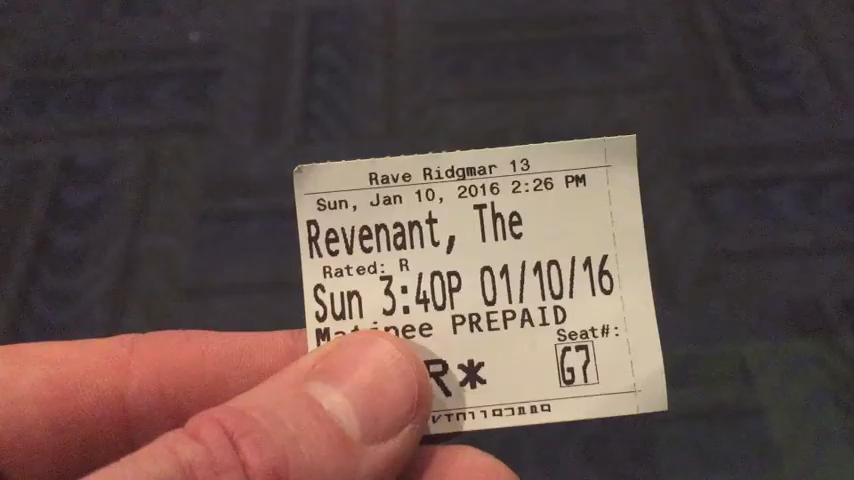 Rave Ridgmar 13
Sun, Jan 10, 2016 2:26 PM
Revenant, The
Rated: R
Sun 3:40P 01/10/16
PREPAID
Seat#:
R* G7